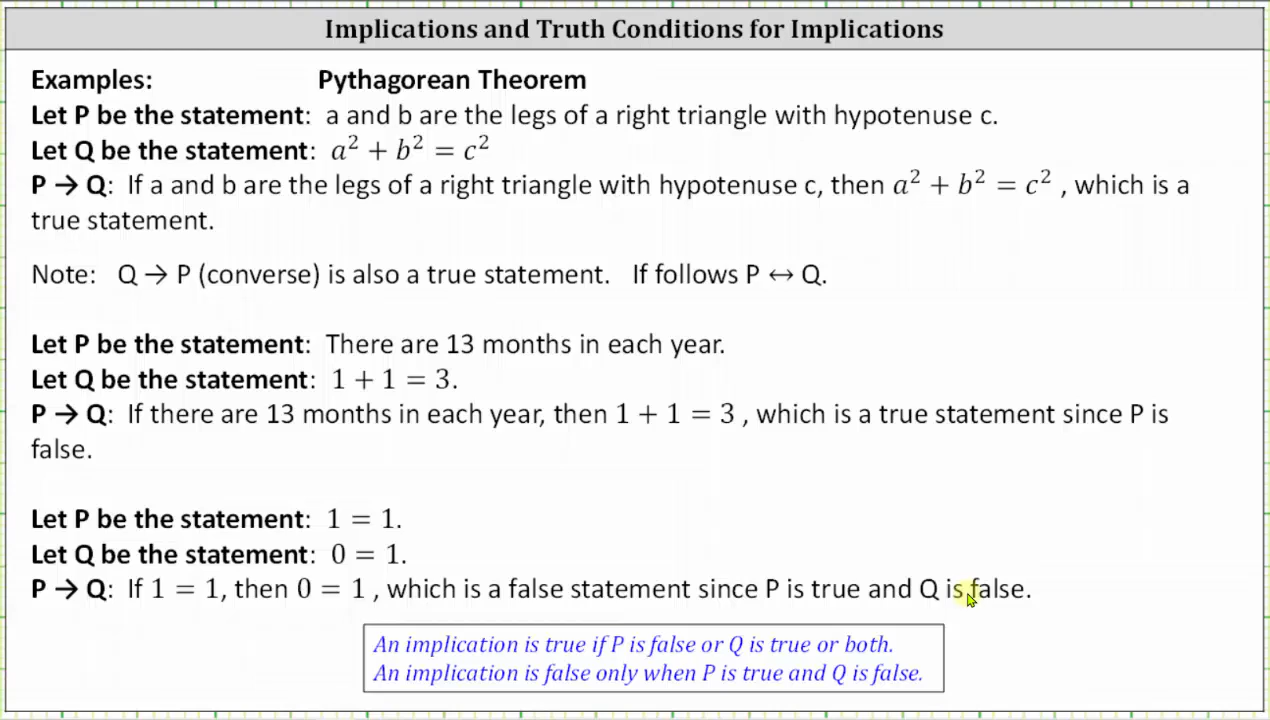 Implications and Truth Conditions for Implications
Examples: Pythagorean Theorem
Let P be the statement: a and b are the legs of a right triangle with hypotenuse c.
Let Q be the statement: a² + b² = c²
P → Q: If a and b are the legs of a right triangle with hypotenuse c, then a² + b² = c² , which is a
true statement.
Note: Q → P (converse) is also a true statement. If follows P ↔ Q.
Let P be the statement: There are 13 months in each year.
Let Q be the statement: 1 + 1 = 3.
P → Q: If there are 13 months in each year, then 1 + 1 = 3 , which is a true statement since P is
false.
Let P be the statement: 1 = 1.
Let Q be the statement: 0 = 1.
P → Q: If 1 = 1, then 0 = 1 , which is a false statement since P is true and Q is false.
An implication is true if P is false or Q is true or both.
An implication is false only when P is true and Q is false.